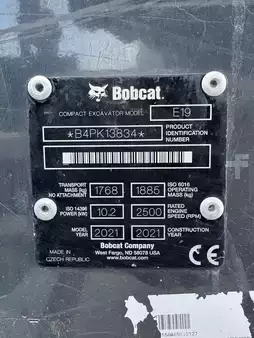 Bobcat.
COMPACT EXCAVATOR MODEL E19
*B4PK13834* PRODUCT IDENTIFICATION NUMBER
TRANSPORT MASS (kg) NO ATTACHMENT 1768 1885 ISO 6016 OPERATING MASS (kg)
ISO 14396 POWER (kW) 10.2 2500 RATED ENGINE SPEED (RPM)
MODEL YEAR 2021 2021 CONSTRUCTION YEAR
Bobcat Company
West Fargo, ND 58078 USA
www.bobcat.com
MADE IN CZECH REPUBLIC
CE